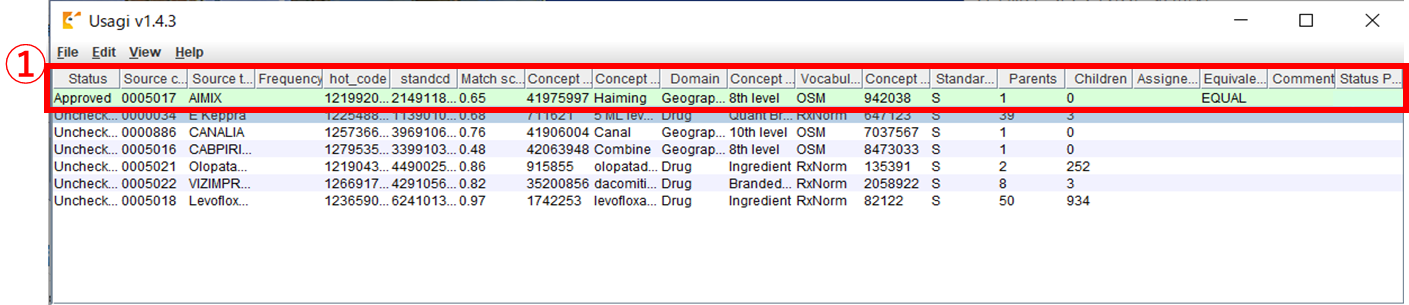 Usagi v1.4.3
①
File Edit View Help
Status Source c... Source t... Frequency hot_code standcd Match sc... Concept ... Concept ... Domain Concept ... Vocabul... Concept ... Standar... Parents Children Assigne... Equivale... Comment Status P...
Approved 0005017 AIMIX 1219920... 2149118... 0.65 41975997 Haiming Geograp... 8th level OSM 942038 S 1 0 EQUAL
Uncheck... 0000034 E Keppra 1225488... 1139010... 0.68 711621 5 ML lev... Drug Quant Br... RxNorm 647123 S 39 3
Uncheck... 0000886 CANALIA 1257366... 3969106... 0.76 41906004 Canal Geograp... 10th level OSM 7037567 S 1 0
Uncheck... 0005016 CABPIRI... 1279535... 3399103... 0.48 42063948 Combine Geograp... 8th level OSM 8473033 S 1 0
Uncheck... 0005021 Olopata... 1219043... 4490025... 0.86 915855 olopatad... Drug Ingredient RxNorm 135391 S 2 252
Uncheck... 0005022 VIZIMPR... 1266917... 4291056... 0.82 35200856 dacomiti... Drug Branded... RxNorm 2058922 S 8 3
Uncheck... 0005018 Levoflox... 1236590... 6241013... 0.97 1742253 levofloxa... Drug Ingredient RxNorm 82122 S 50 934